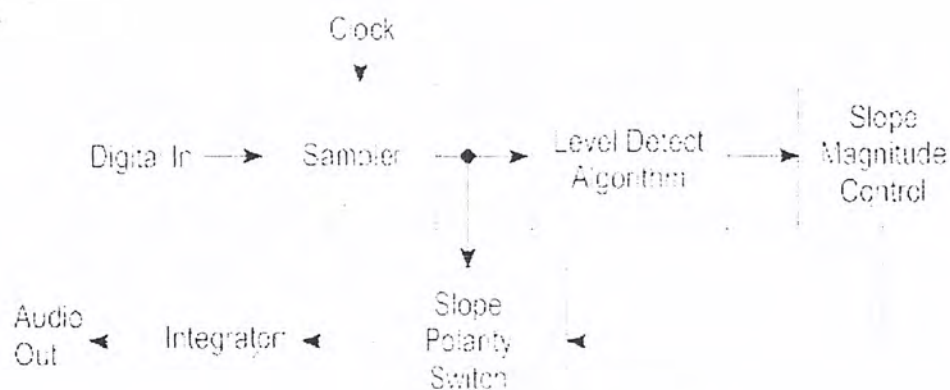 Clock
Digital In
Sampler
Level Detect
Algorithm
Slope
Magnitude
Control
Audio
Out
Integrator
Slope
Polarity
Switch